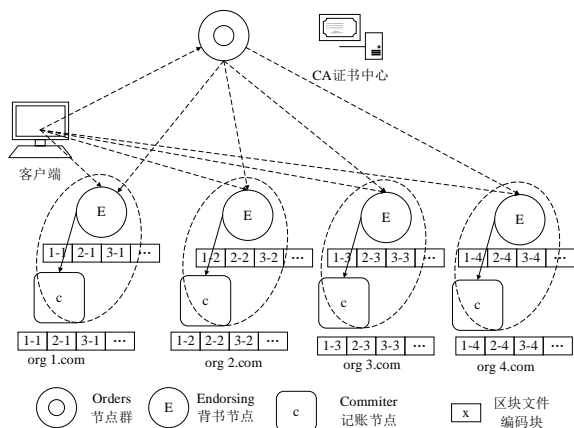 CA证书中心
客户端
E
E
E
E
1-1 2-1 3-1 ⋯
1-2 2-2 3-2 ⋯
1-3 2-3 3-3 ⋯
1-4 2-4 3-4 ⋯
c
c
c
c
1-1 2-1 3-1 ⋯
1-2 2-2 3-2 ⋯
1-3 2-3 3-3 ⋯
1-4 2-4 3-4 ⋯
org 1.com
org 2.com
org 3.com
org 4.com
Orders
节点群
E
Endorsing
背书节点
c
Commiter
记账节点
x
区块文件
编码块